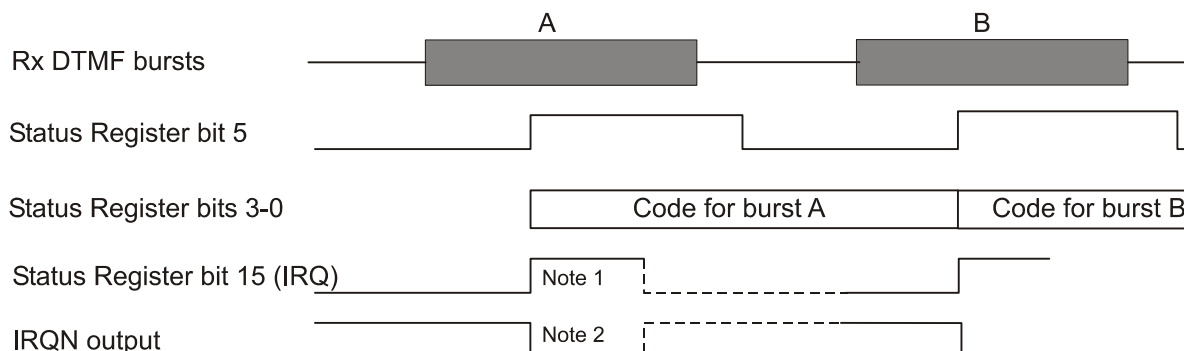 A B
Rx DTMF bursts
Status Register bit 5
Status Register bits 3-0 Code for burst A Code for burst B
Status Register bit 15 (IRQ) Note 1
IRQN output Note 2